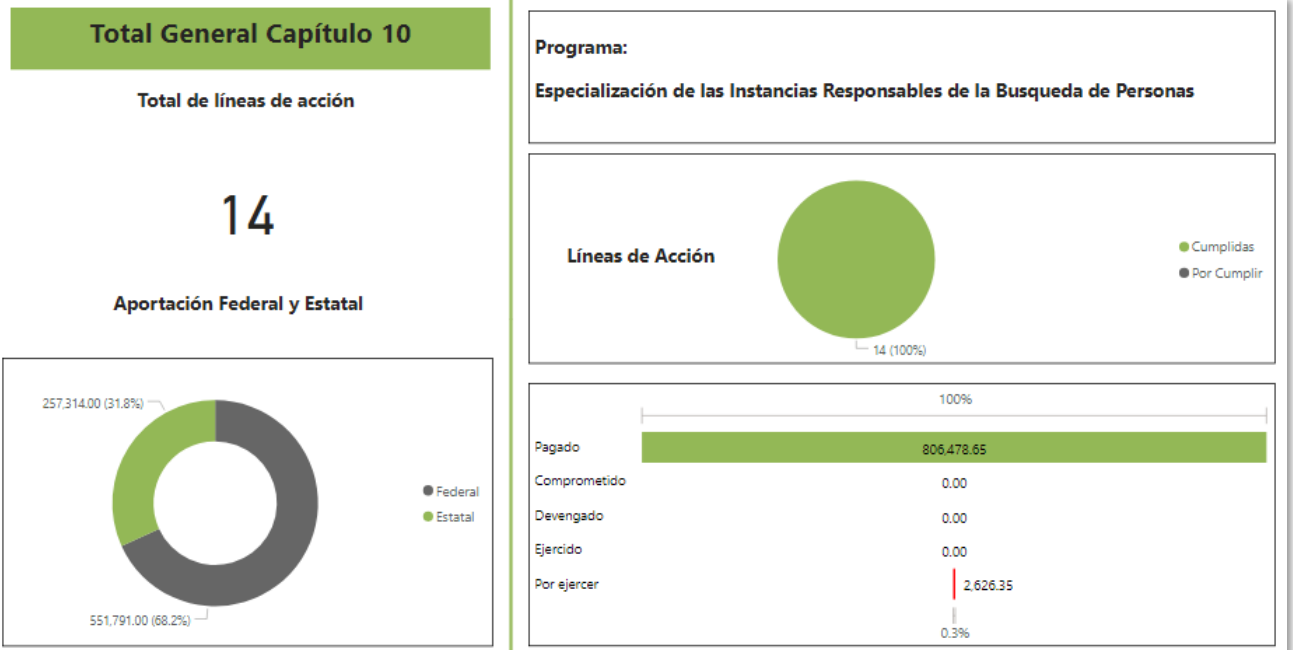 Total General Capítulo 10
Total de líneas de acción
14
Aportación Federal y Estatal
257,314.00 (31.8%)
Federal
Estatal
551,791.00 (68.2%)
Programa:
Especialización de las Instancias Responsables de la Busqueda de Personas
Líneas de Acción
Cumplidas
Por Cumplir
14 (100%)
100%
Pagado 806,478.65
Comprometido 0.00
Devengado 0.00
Ejercido 0.00
Por ejercer 2,626.35
0.3%